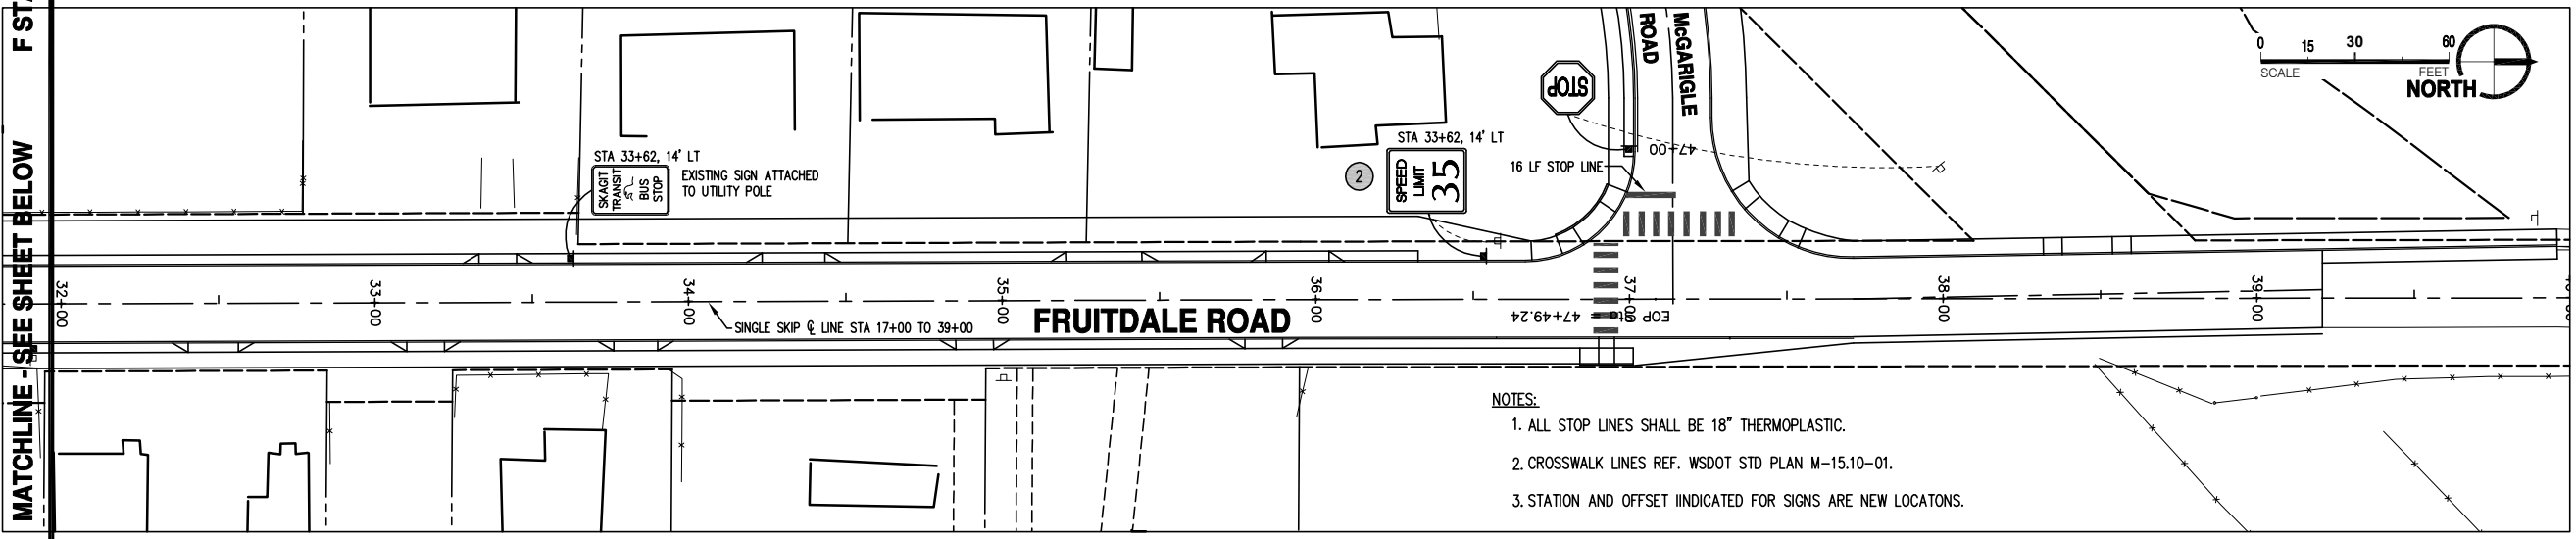 F STA
MATCHLINE - SEE SHEET BELOW
STA 33+62, 14' LT
SKAGIT
TRANSIT
BUS
STOP
EXISTING SIGN ATTACHED
TO UTILITY POLE
2
STA 33+62, 14' LT
SPEED
LIMIT
35
STOP
16 LF STOP LINE
McGARIGLE
ROAD
47+00
0 15 30 60
SCALE FEET
NORTH
32+00
33+00
34+00
35+00
36+00
37+00
38+00
39+00
SINGLE SKIP ℄ LINE STA 17+00 TO 39+00
FRUITDALE ROAD
EOP Sta = 47+49.24
NOTES:
1. ALL STOP LINES SHALL BE 18" THERMOPLASTIC.
2. CROSSWALK LINES REF. WSDOT STD PLAN M-15.10-01.
3. STATION AND OFFSET IINDICATED FOR SIGNS ARE NEW LOCATONS.